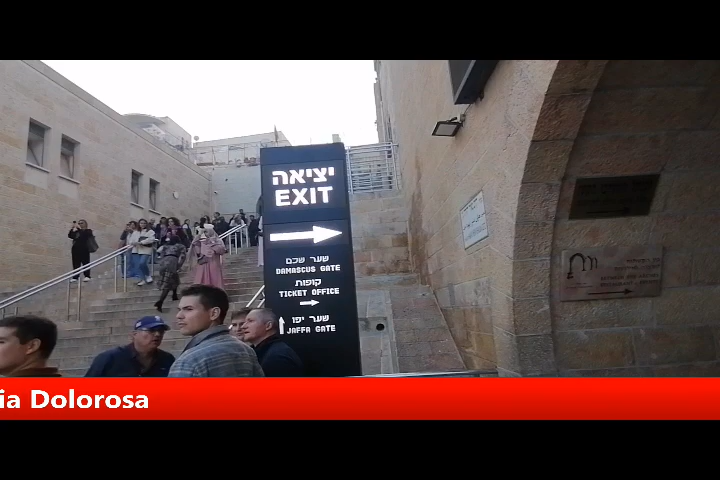 יציאה
EXIT
שער שכם
DAMASCUS GATE
קופות
TICKET OFFICE
שער יפו
JAFFA GATE
ia Dolorosa